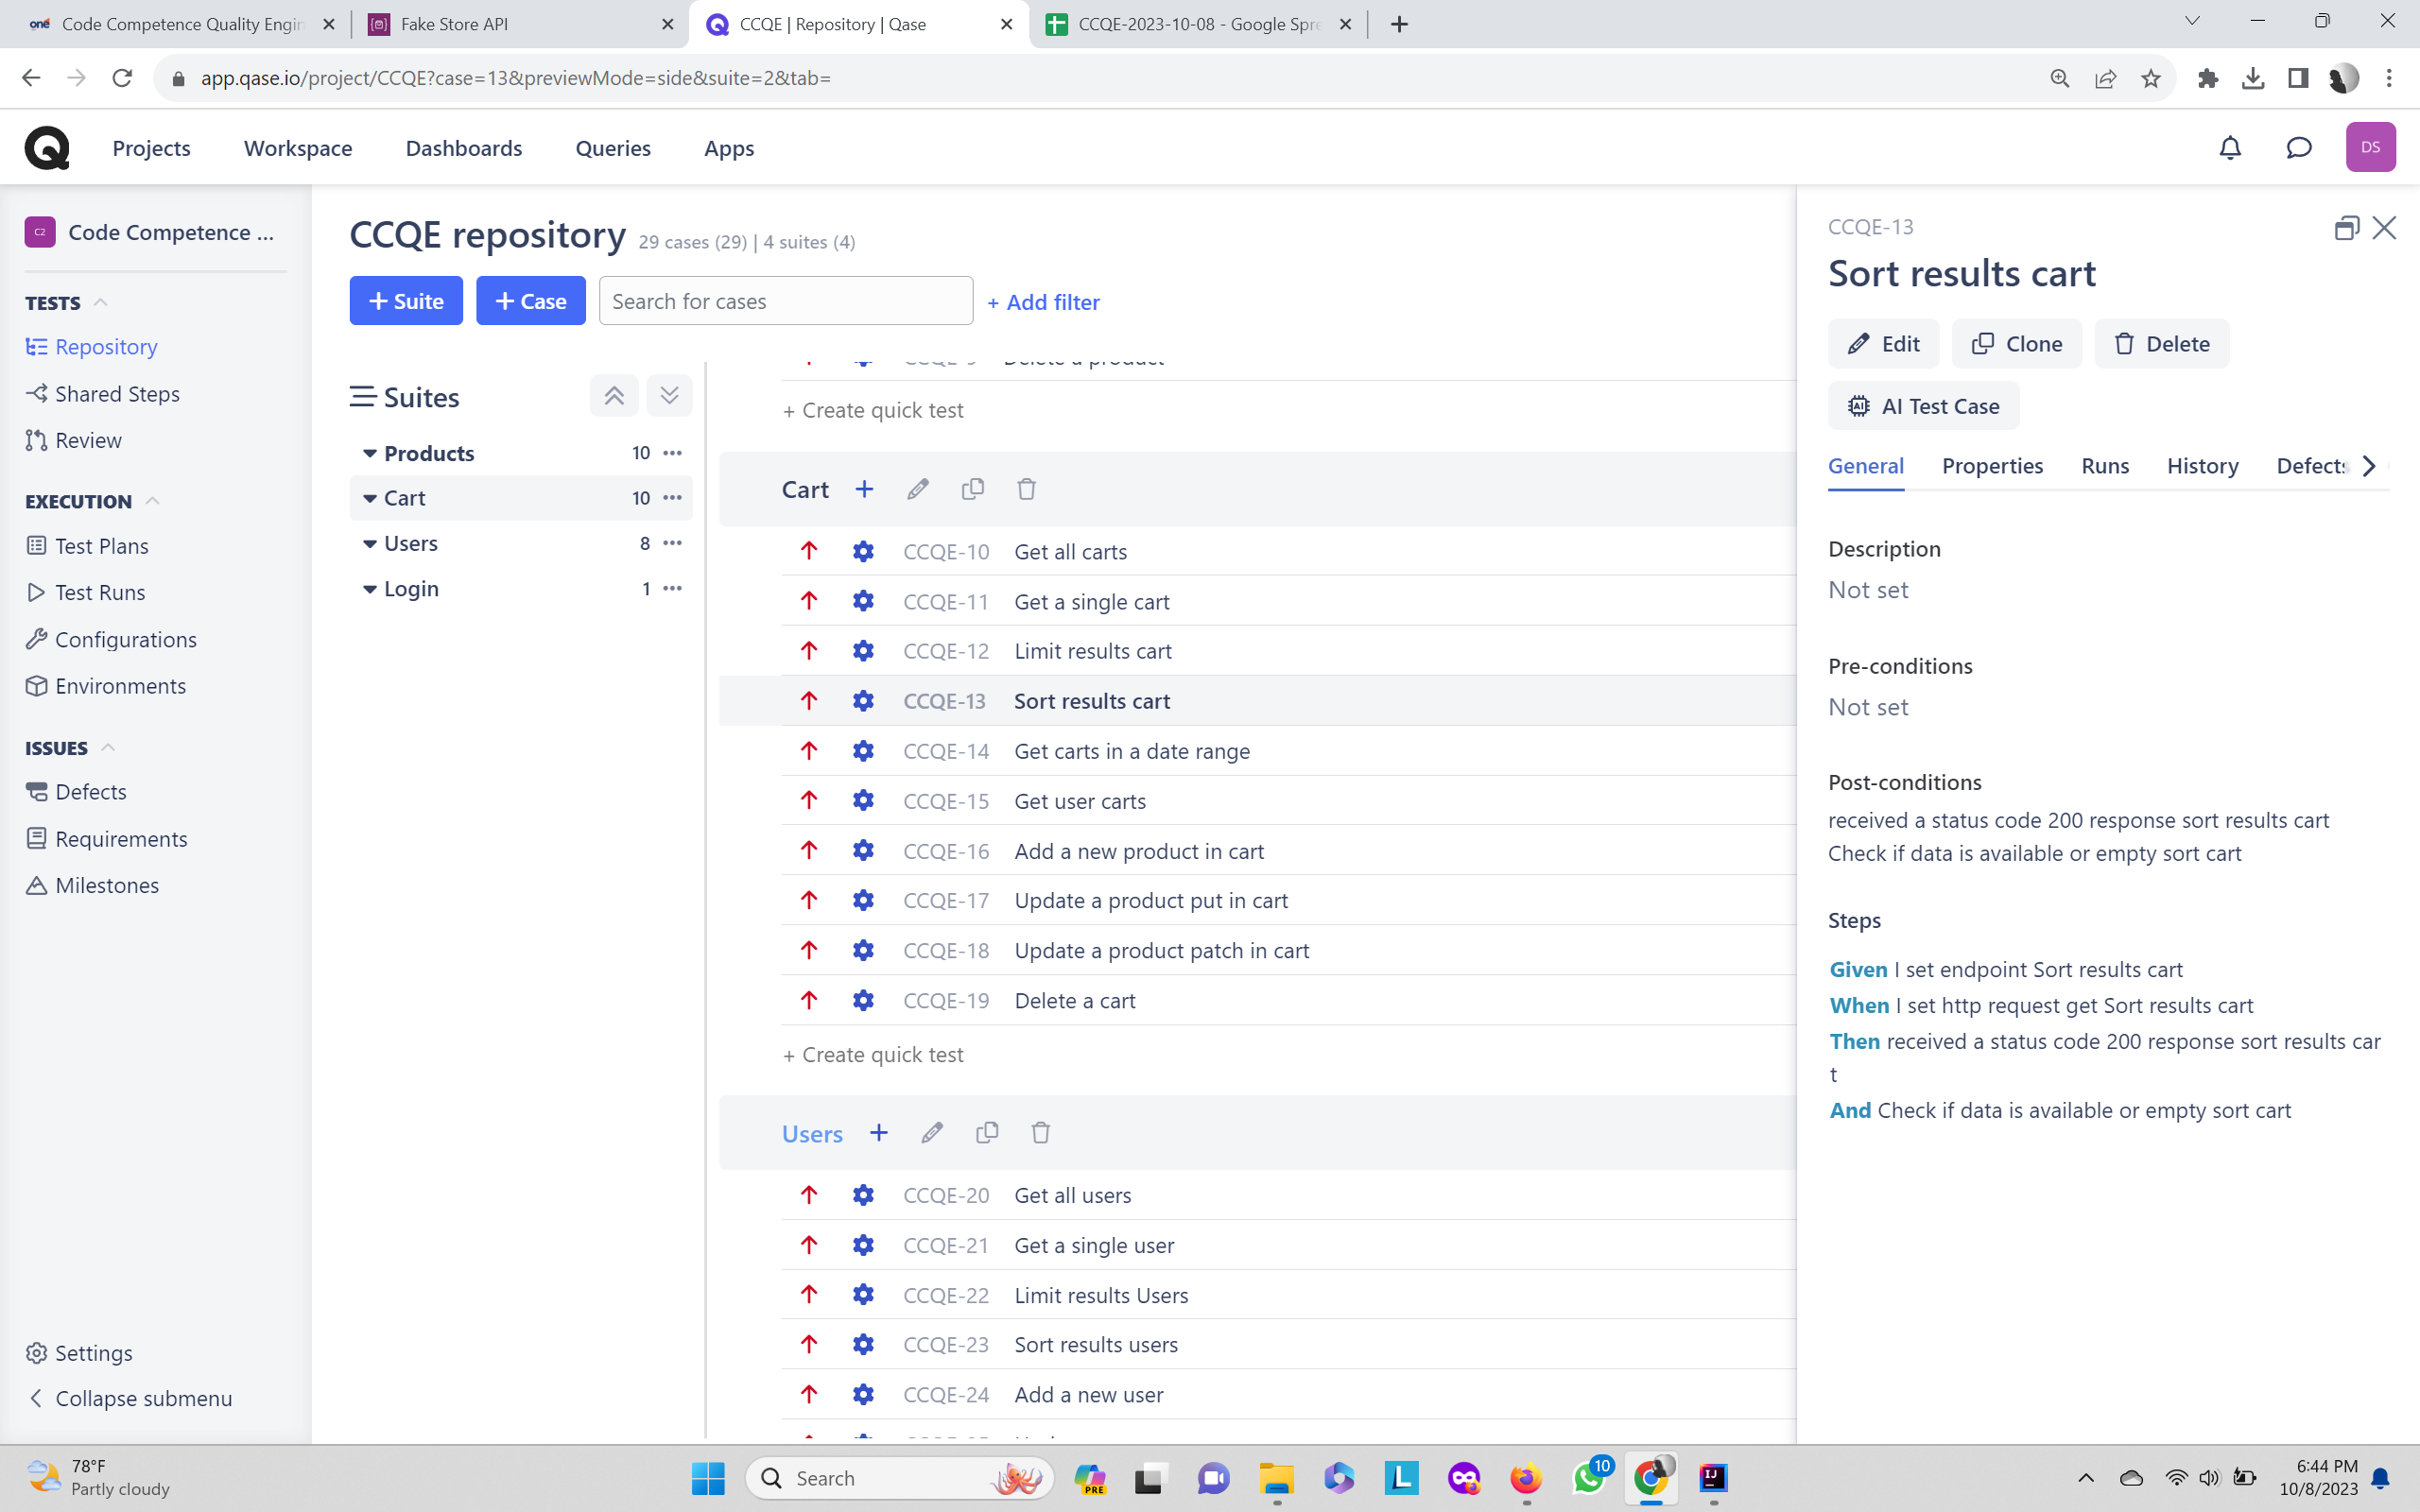 Code Competence Quality Engin
Fake Store API
CCQE | Repository | Qase
CCQE-2023-10-08 - Google Spre
app.qase.io/project/CCQE?case=13&previewMode=side&suite=2&tab=
Projects
Workspace
Dashboards
Queries
Apps
DS
C2
Code Competence ...
TESTS
Repository
Shared Steps
Review
EXECUTION
Test Plans
Test Runs
Configurations
Environments
ISSUES
Defects
Requirements
Milestones
Settings
Collapse submenu
CCQE repository 29 cases (29) | 4 suites (4)
+ Suite
+ Case
Search for cases
+ Add filter
Suites
Products 10
Cart 10
Users 8
Login 1
Delete a product
+ Create quick test
Cart
CCQE-10 Get all carts
CCQE-11 Get a single cart
CCQE-12 Limit results cart
CCQE-13 Sort results cart
CCQE-14 Get carts in a date range
CCQE-15 Get user carts
CCQE-16 Add a new product in cart
CCQE-17 Update a product put in cart
CCQE-18 Update a product patch in cart
CCQE-19 Delete a cart
+ Create quick test
Users
CCQE-20 Get all users
CCQE-21 Get a single user
CCQE-22 Limit results Users
CCQE-23 Sort results users
CCQE-24 Add a new user
CCQE-13
Sort results cart
Edit
Clone
Delete
AI Test Case
General
Properties
Runs
History
Defects
Description
Not set
Pre-conditions
Not set
Post-conditions
received a status code 200 response sort results cart
Check if data is available or empty sort cart
Steps
Given I set endpoint Sort results cart
When I set http request get Sort results cart
Then received a status code 200 response sort results car
t
And Check if data is available or empty sort cart
78°F
Partly cloudy
Search
PRE
L
10
IJ
6:44 PM
10/8/2023